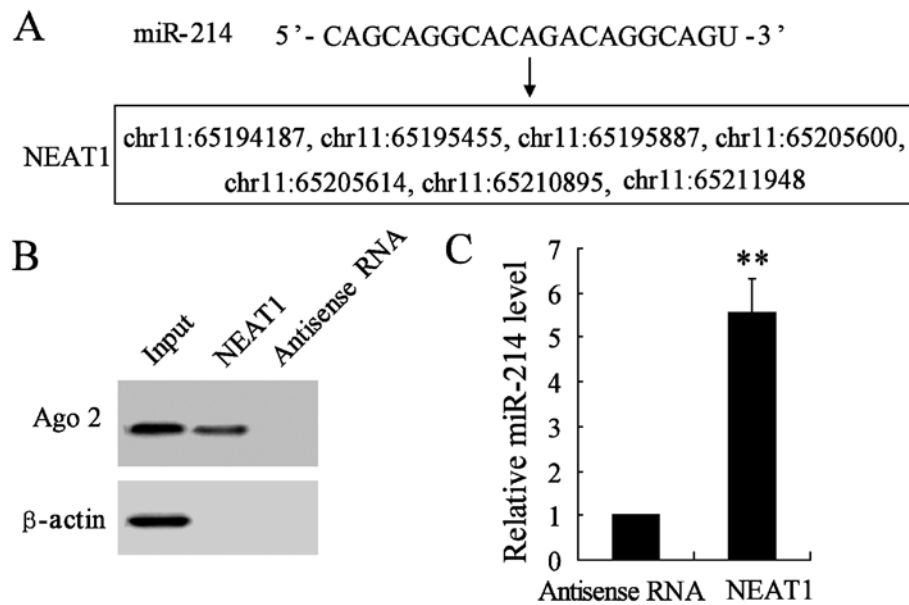 A
miR-214 5’- CAGCAGGCACAGACAGGCAGU -3’
NEAT1
chr11:65194187, chr11:65195455, chr11:65195887, chr11:65205600,
chr11:65205614, chr11:65210895, chr11:65211948
B
Input
NEAT1
Antisense RNA
Ago 2
β-actin
C
Relative miR-214 level
7
6
5
4
3
2
1
0
**
Antisense RNA
NEAT1